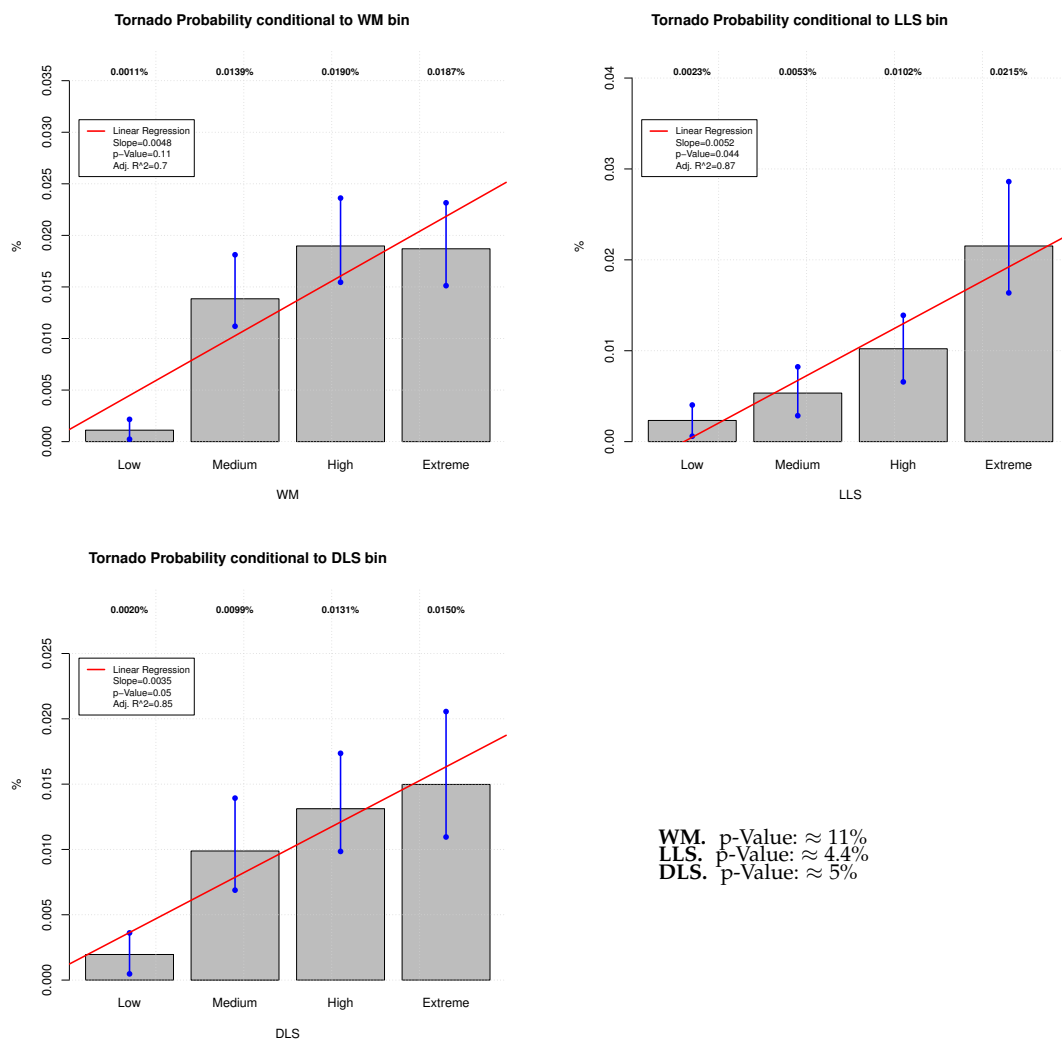 Tornado Probability conditional to WM bin
0.0011% 0.0139% 0.0190% 0.0187%
0.035
0.030
0.025
0.020
0.015
0.010
0.005
0.000
%
Linear Regression
Slope=0.0048
p-Value=0.11
Adj. R^2=0.7
Low Medium High Extreme
WM
Tornado Probability conditional to LLS bin
0.0023% 0.0053% 0.0102% 0.0215%
0.04
0.03
0.02
0.01
0.00
%
Linear Regression
Slope=0.0052
p-Value=0.044
Adj. R^2=0.87
Low Medium High Extreme
LLS
Tornado Probability conditional to DLS bin
0.0020% 0.0099% 0.0131% 0.0150%
0.025
0.020
0.015
0.010
0.005
0.000
%
Linear Regression
Slope=0.0035
p-Value=0.05
Adj. R^2=0.85
Low Medium High Extreme
DLS
WM. p-Value: ≈ 11%
LLS. p-Value: ≈ 4.4%
DLS. p-Value: ≈ 5%